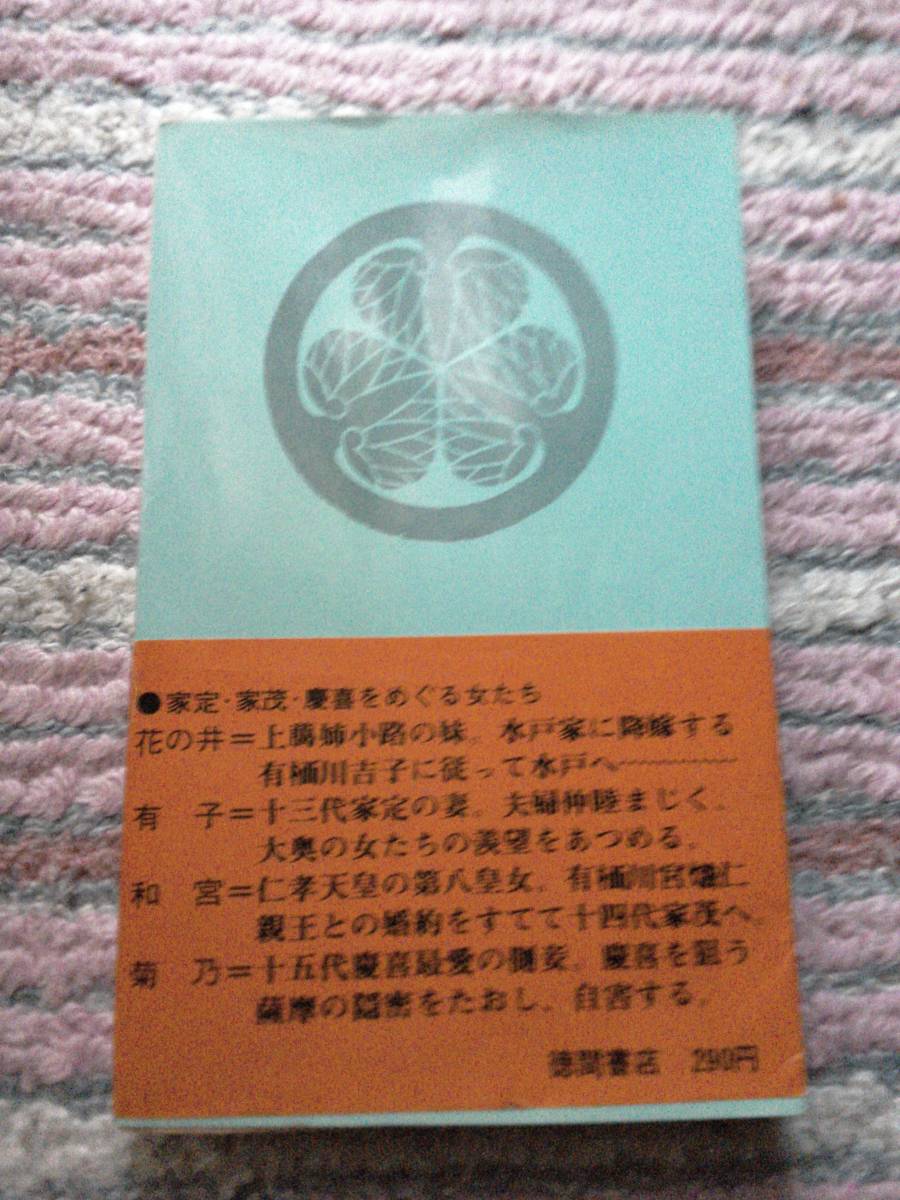 ●家定・家茂・慶喜をめぐる女たち
花の井＝上﨟姉小路の妹。水戸家に降嫁する
有栖川吉子に従って水戸へ――
有子＝十三代家定の妻。夫婦仲睦まじく、
大奥の女たちの羨望をあつめる。
和宮＝仁孝天皇の第八皇女。有栖川宮熾仁
親王との婚約をすてて十四代家茂へ。
菊乃＝十五代慶喜最愛の側妾。慶喜を狙う
薩摩の隠密をたおし、自害する。
徳間書店 290円